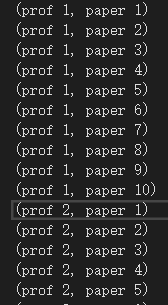 (prof 1, paper 1)
(prof 1, paper 2)
(prof 1, paper 3)
(prof 1, paper 4)
(prof 1, paper 5)
(prof 1, paper 6)
(prof 1, paper 7)
(prof 1, paper 8)
(prof 1, paper 9)
(prof 1, paper 10)
(prof 2, paper 1)
(prof 2, paper 2)
(prof 2, paper 3)
(prof 2, paper 4)
(prof 2, paper 5)